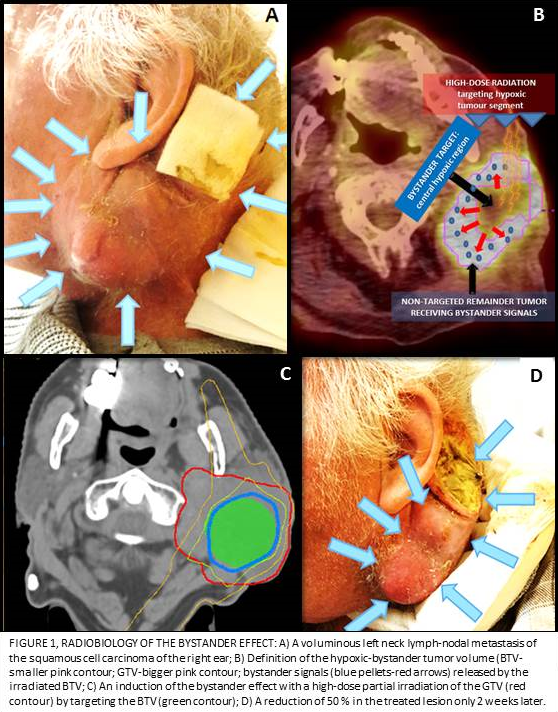 A
B
HIGH-DOSE RADIATION
targeting hypoxic
tumour segment
BYSTANDER TARGET:
central hypoxic region
NON-TARGETED REMAINDER TUMOR
RECEIVING BYSTANDER SIGNALS
C
D
FIGURE 1, RADIOBIOLOGY OF THE BYSTANDER EFFECT: A) A voluminous left neck lymph-nodal metastasis of
the squamous cell carcinoma of the right ear; B) Definition of the hypoxic-bystander tumor volume (BTV-
smaller pink contour; GTV-bigger pink contour; bystander signals (blue pellets-red arrows) released by the
irradiated BTV; C) An induction of the bystander effect with a high-dose partial irradiation of the GTV (red
contour) by targeting the BTV (green contour); D) A reduction of 50 % in the treated lesion only 2 weeks later.